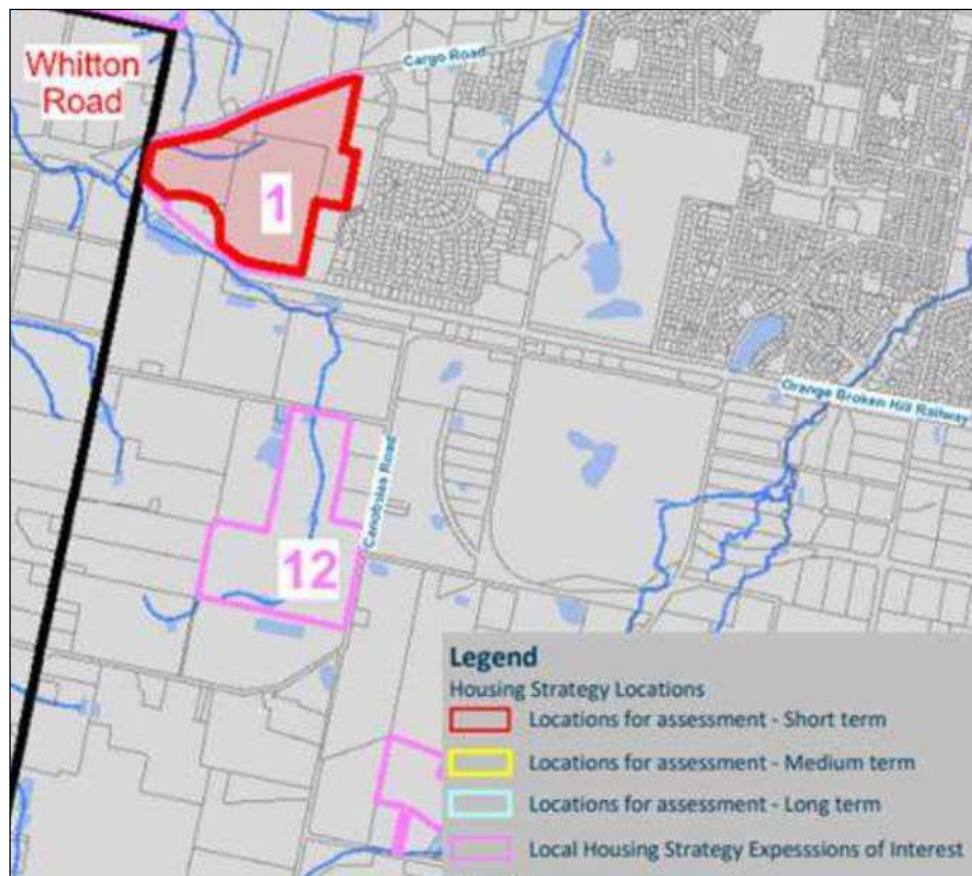 Cargo Road
Whitton
Road
1
Orange Broken Hill Railway
Canobolas Road
12
Legend
Housing Strategy Locations
Locations for assessment - Short term
Locations for assessment - Medium term
Locations for assessment - Long term
Local Housing Strategy Expesssions of Interest